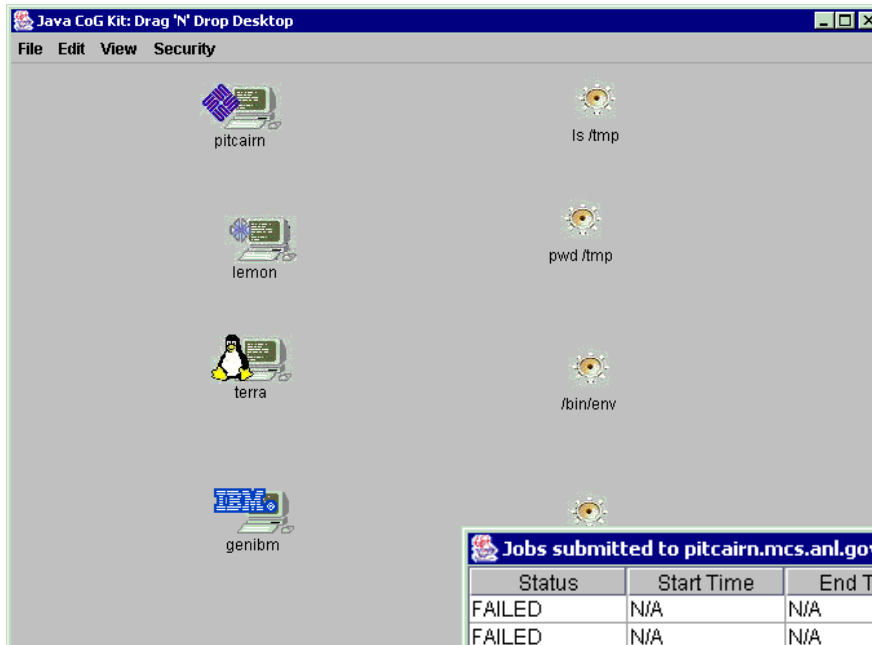 Java CoG Kit: Drag 'N' Drop Desktop
File Edit View Security
pitcairn
ls /tmp
lemon
pwd /tmp
terra
/bin/env
IBM
genibm
Jobs submitted to pitcairn.mcs.anl.gov
Status Start Time End T
FAILED N/A N/A
FAILED N/A N/A